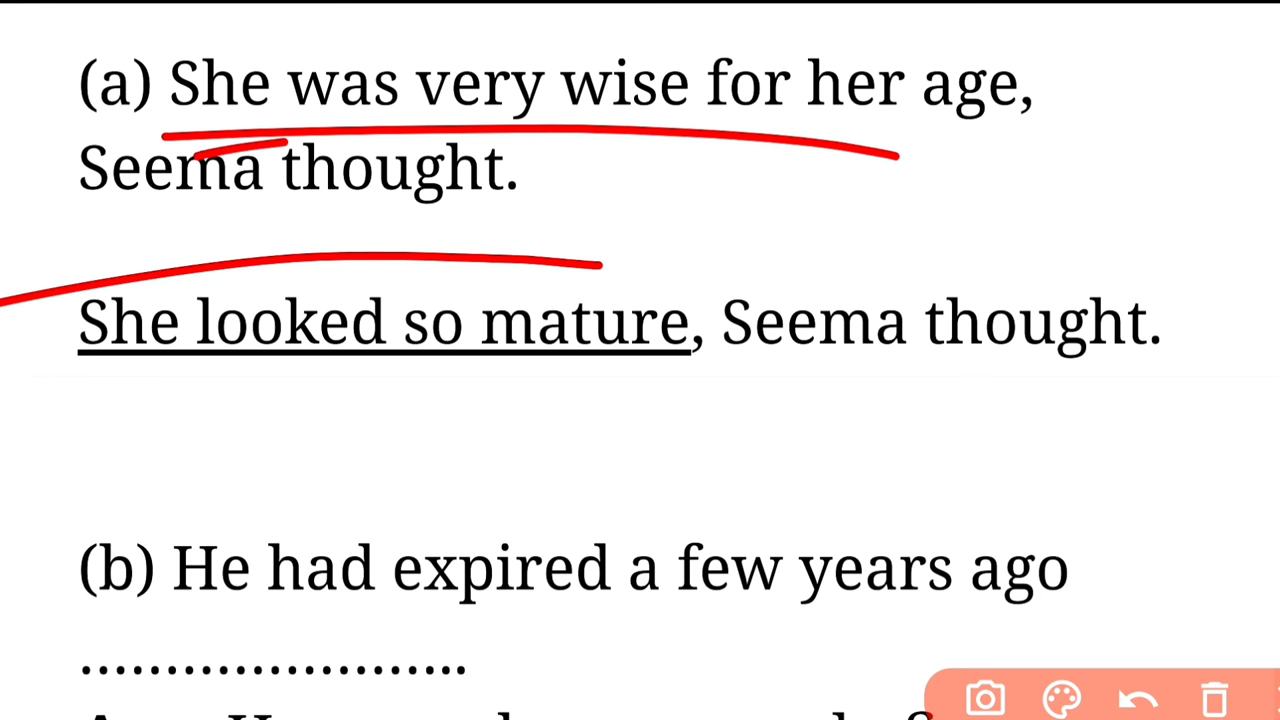 (a) She was very wise for her age,
Seema thought.
She looked so mature, Seema thought.
(b) He had expired a few years ago
.......................